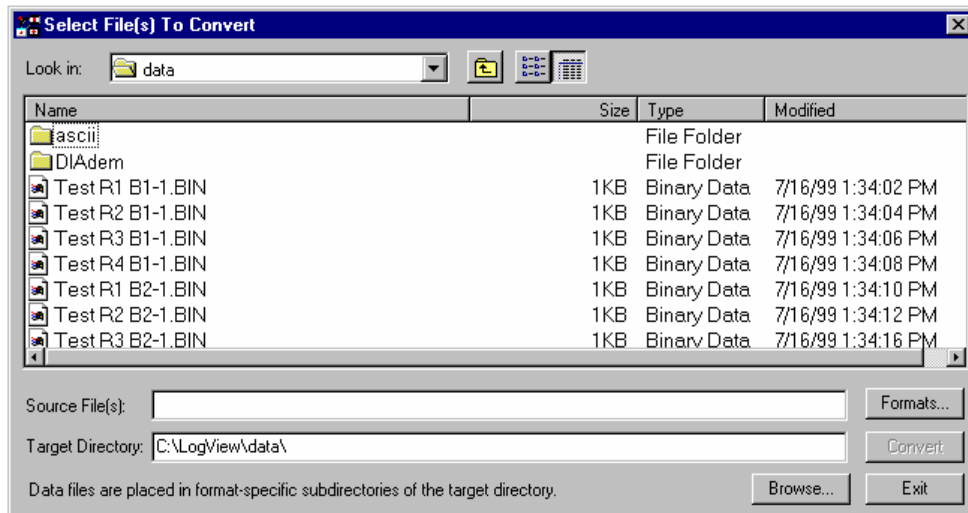 Select File(s) To Convert
Look in: data
Name Size Type Modified
ascii File Folder
DIAdem File Folder
Test R1 B1-1.BIN 1KB Binary Data 7/16/99 1:34:02 PM
Test R2 B1-1.BIN 1KB Binary Data 7/16/99 1:34:04 PM
Test R3 B1-1.BIN 1KB Binary Data 7/16/99 1:34:06 PM
Test R4 B1-1.BIN 1KB Binary Data 7/16/99 1:34:08 PM
Test R1 B2-1.BIN 1KB Binary Data 7/16/99 1:34:10 PM
Test R2 B2-1.BIN 1KB Binary Data 7/16/99 1:34:12 PM
Test R3 B2-1.BIN 1KB Binary Data 7/16/99 1:34:16 PM
Source File(s): Formats...
Target Directory: C:\LogView\data\ Convert
Data files are placed in format-specific subdirectories of the target directory. Browse... Exit